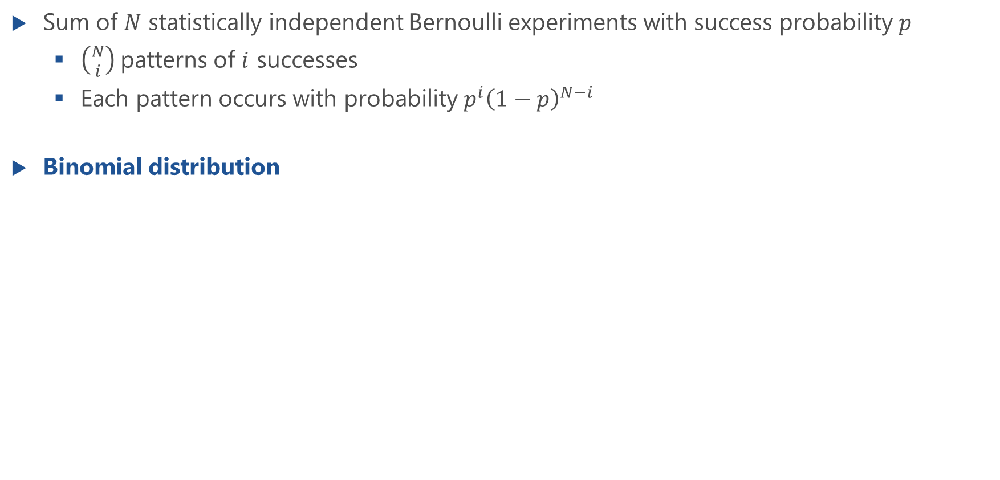 ▶ Sum of N statistically independent Bernoulli experiments with success probability p
▪ $\binom{N}{i}$ patterns of i successes
▪ Each pattern occurs with probability $p^i(1-p)^{N-i}$
▶ Binomial distribution